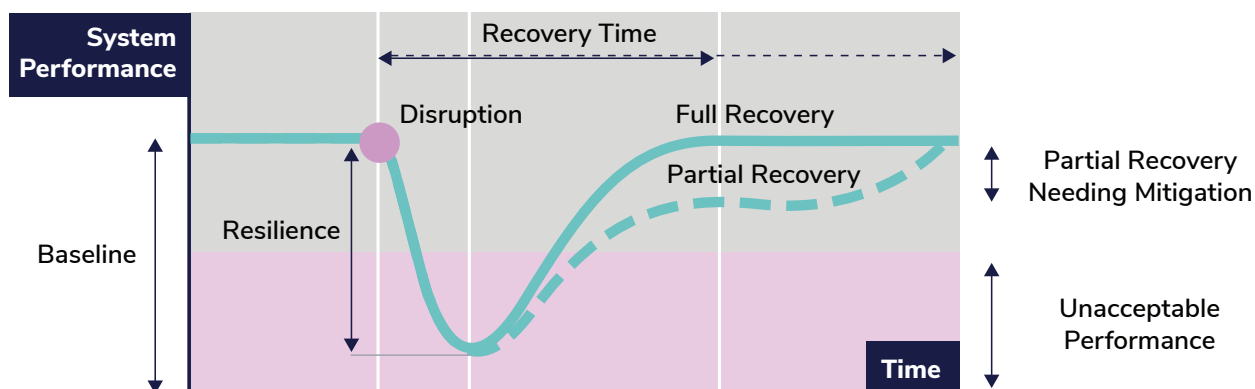 System
Performance
Recovery Time
Disruption
Full Recovery
Partial Recovery
Partial Recovery
Needing Mitigation
Resilience
Baseline
Unacceptable
Performance
Time